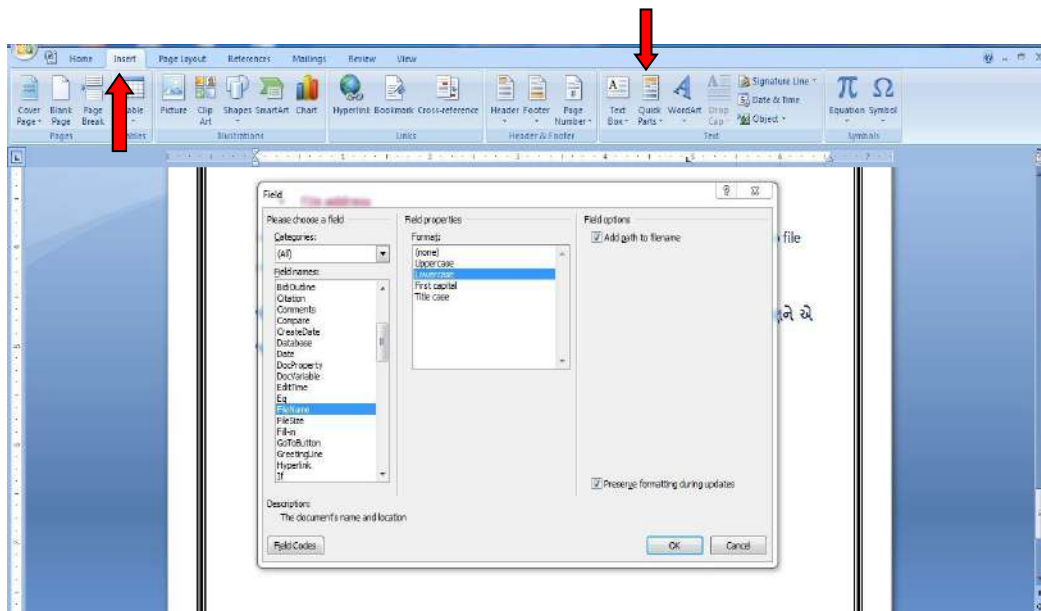 Home Insert Page Layout References Mailings Review View
Cover Page Blank Page Page Break Table Picture Clip Art Shapes SmartArt Chart Hyperlink Bookmark Cross-reference Header Footer Page Number Text Box Quick Parts WordArt Drop Cap Signature Line Equation Symbol
Date & Time
Object
Pages Tables Illustrations Links Header & Footer Text Symbols
Field
File address
Please choose a field Field properties Field options
Categories: Format: Add path to filename
(All) (none)
Uppercase
Field names: Lowercase
BidiOutline First capital
Citation Title case
Comments
Compare
CreateDate
Database
Date
DocProperty
DocVariable
EditTime
Eq
FileName
FileSize
Fill-in
GoToButton
GreetingLine
Hyperlink
If
Preserve formatting during updates
Description:
The document's name and location
Field Codes OK Cancel
file
એ